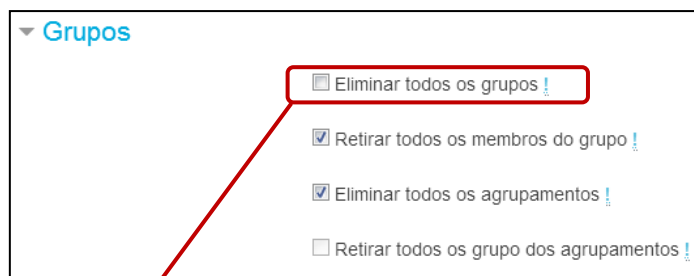 Grupos
Eliminar todos os grupos !
Retirar todos os membros do grupo !
Eliminar todos os agrupamentos !
Retirar todos os grupo dos agrupamentos !